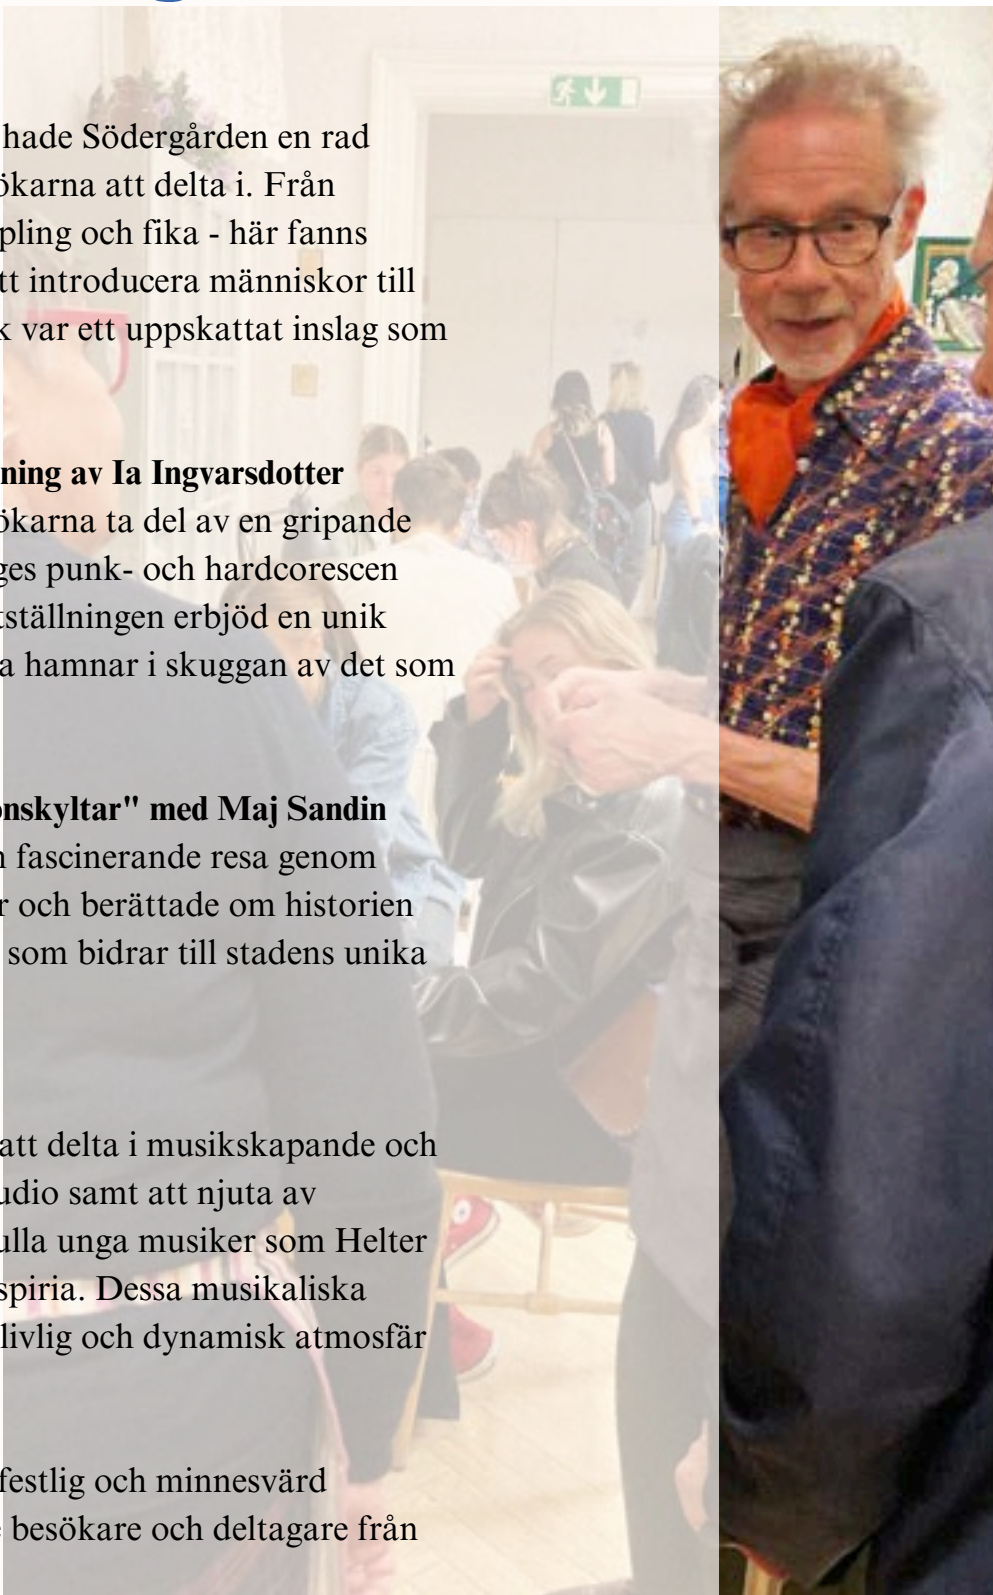 hade Södergården en rad
ökarna att delta i. Från
pling och fika - här fanns
tt introducera människor till
k var ett uppskattat inslag som
ning av Ia Ingvarsdotter
ökarna ta del av en gripande
ges punk- och hardcorescen
tställningen erbjöd en unik
a hamnar i skuggan av det som
onskyltar" med Maj Sandin
n fascinerande resa genom
r och berättade om historien
som bidrar till stadens unika
att delta i musikskapande och
udio samt att njuta av
ulla unga musiker som Helter
spiria. Dessa musikaliska
livlig och dynamisk atmosfär
festlig och minnesvärd
e besökare och deltagare från